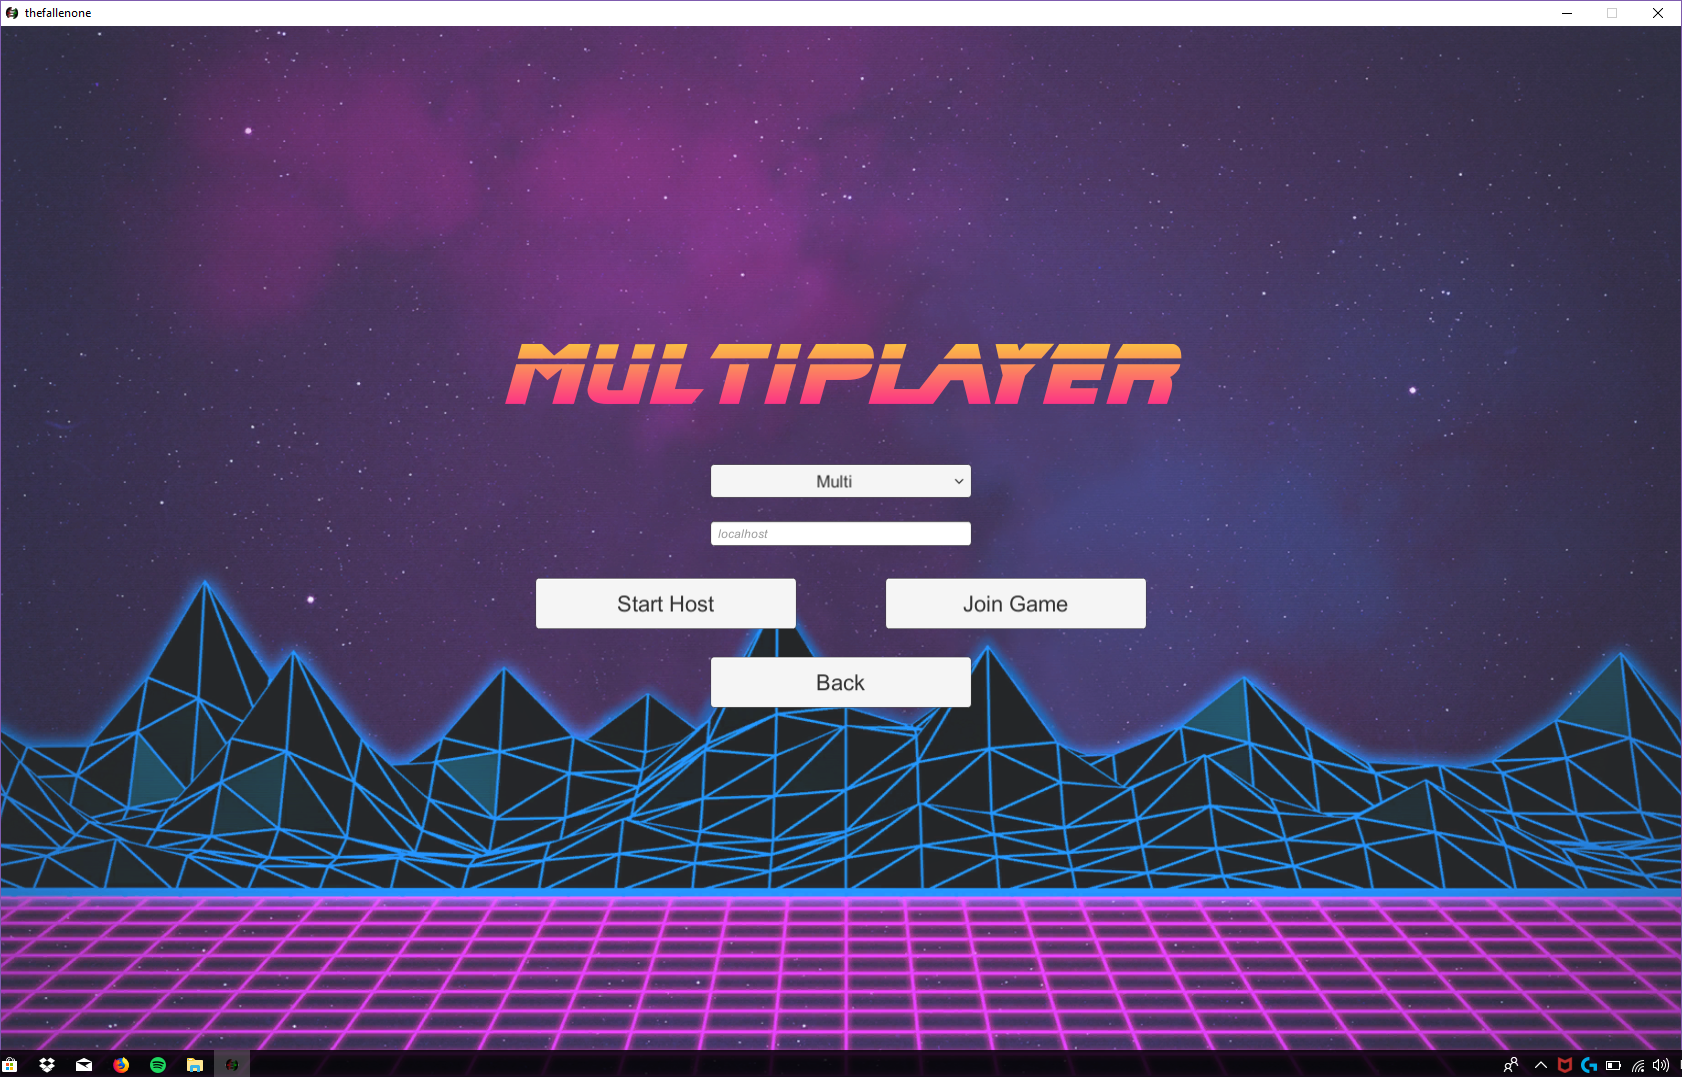 thefallenone
MULTIPLAYER
Multi
localhost
Start Host
Join Game
Back